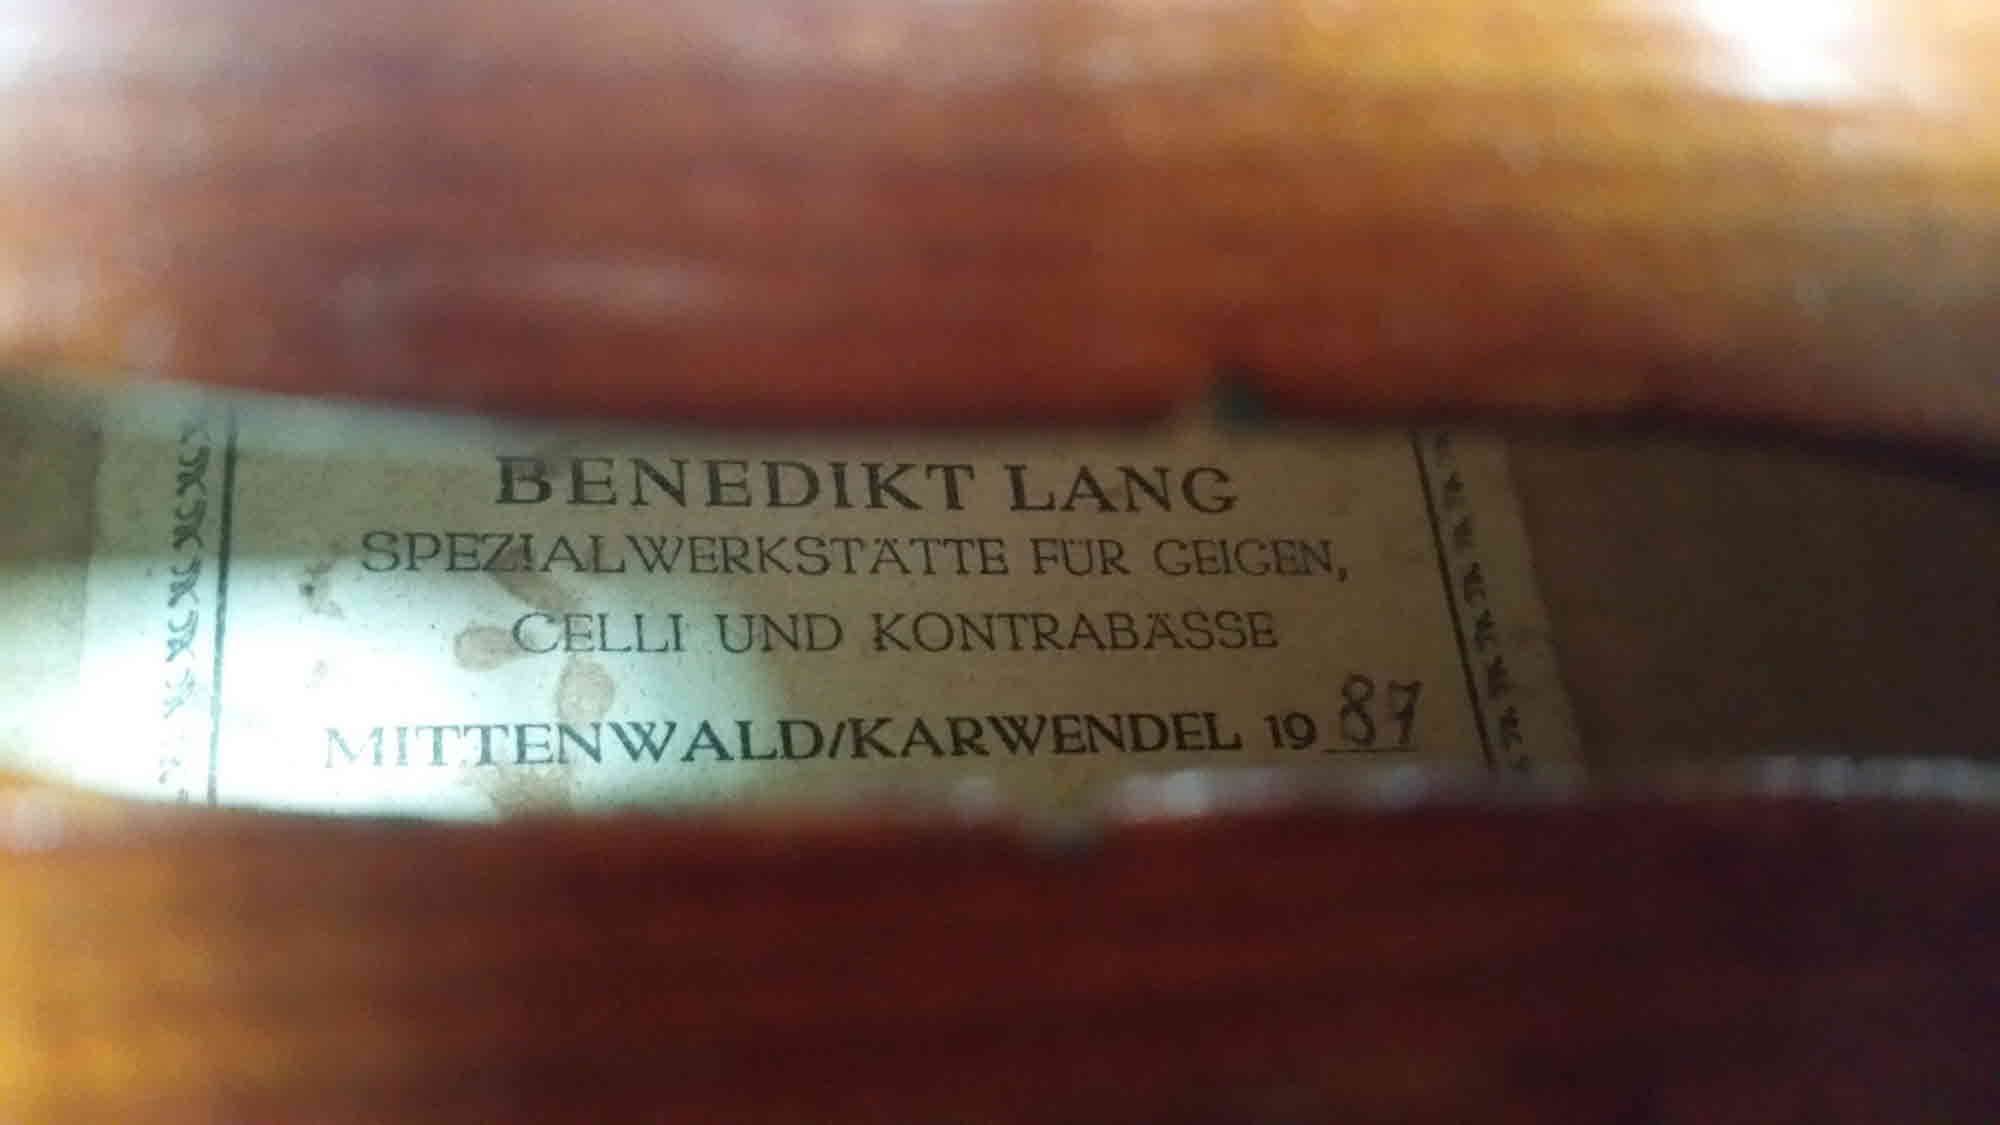 BENEDIKT LANG
SPEZIALWERKSTÄTTE FÜR GEIGEN,
CELLI UND KONTRABÄSSE
MITTENWALD/KARWENDEL 1987